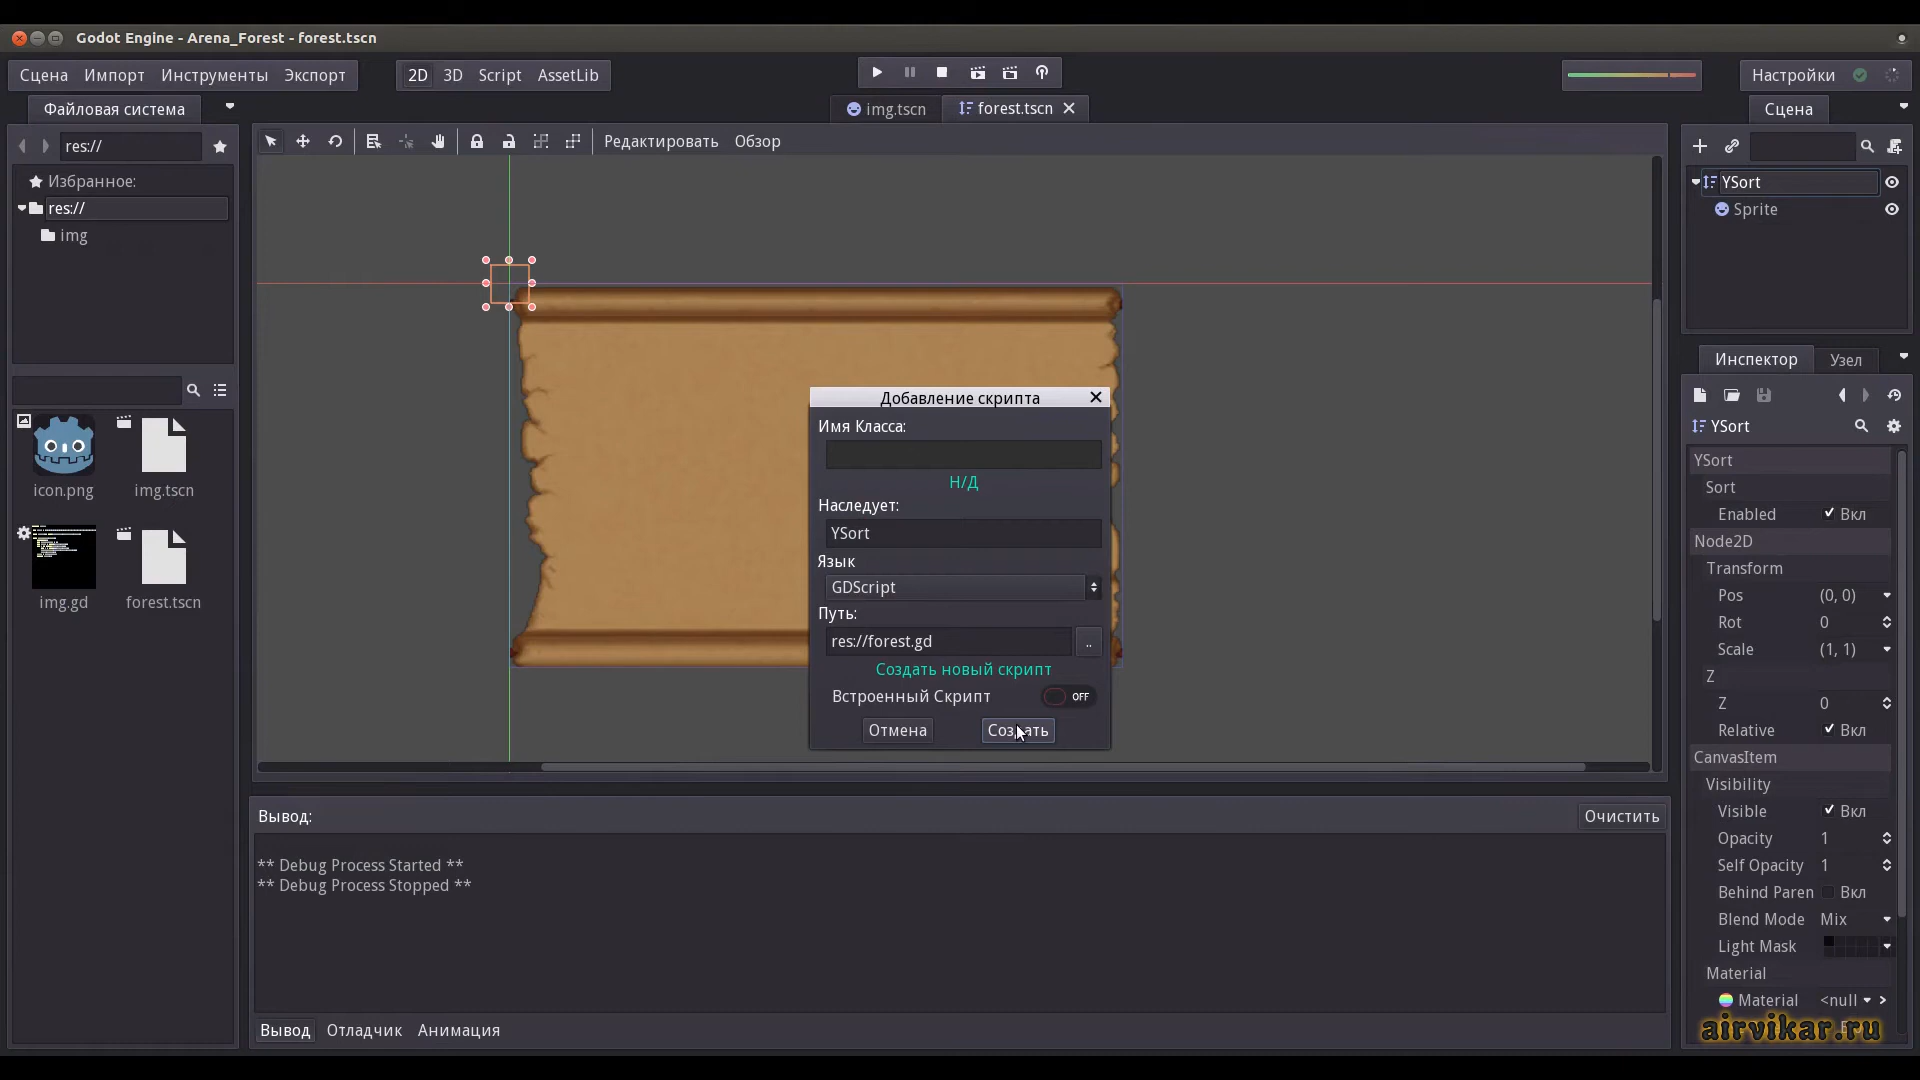 Godot Engine - Arena_Forest - forest.tscn
Сцена Импорт Инструменты Экспорт
2D 3D Script AssetLib
Настройки
Файловая система
img.tscn
forest.tscn
Сцена
res://
Редактировать Обзор
Избранное:
res://
img
YSort
Sprite
icon.png
img.tscn
img.gd
forest.tscn
Добавление скрипта
Имя Класса:
Н/Д
Наследует:
YSort
Язык
GDScript
Путь:
res://forest.gd
..
Создать новый скрипт
Встроенный Скрипт
OFF
Отмена
Создать
Инспектор Узел
YSort
YSort
Sort
Enabled Вкл
Node2D
Transform
Pos (0, 0)
Rot 0
Scale (1, 1)
Z
Z 0
Relative Вкл
CanvasItem
Visibility
Visible Вкл
Opacity 1
Self Opacity 1
Behind Paren Вкл
Blend Mode Mix
Light Mask
Material
Material <null
Вывод:
Очистить
** Debug Process Started **
** Debug Process Stopped **
Вывод Отладчик Анимация
airvikar.ru